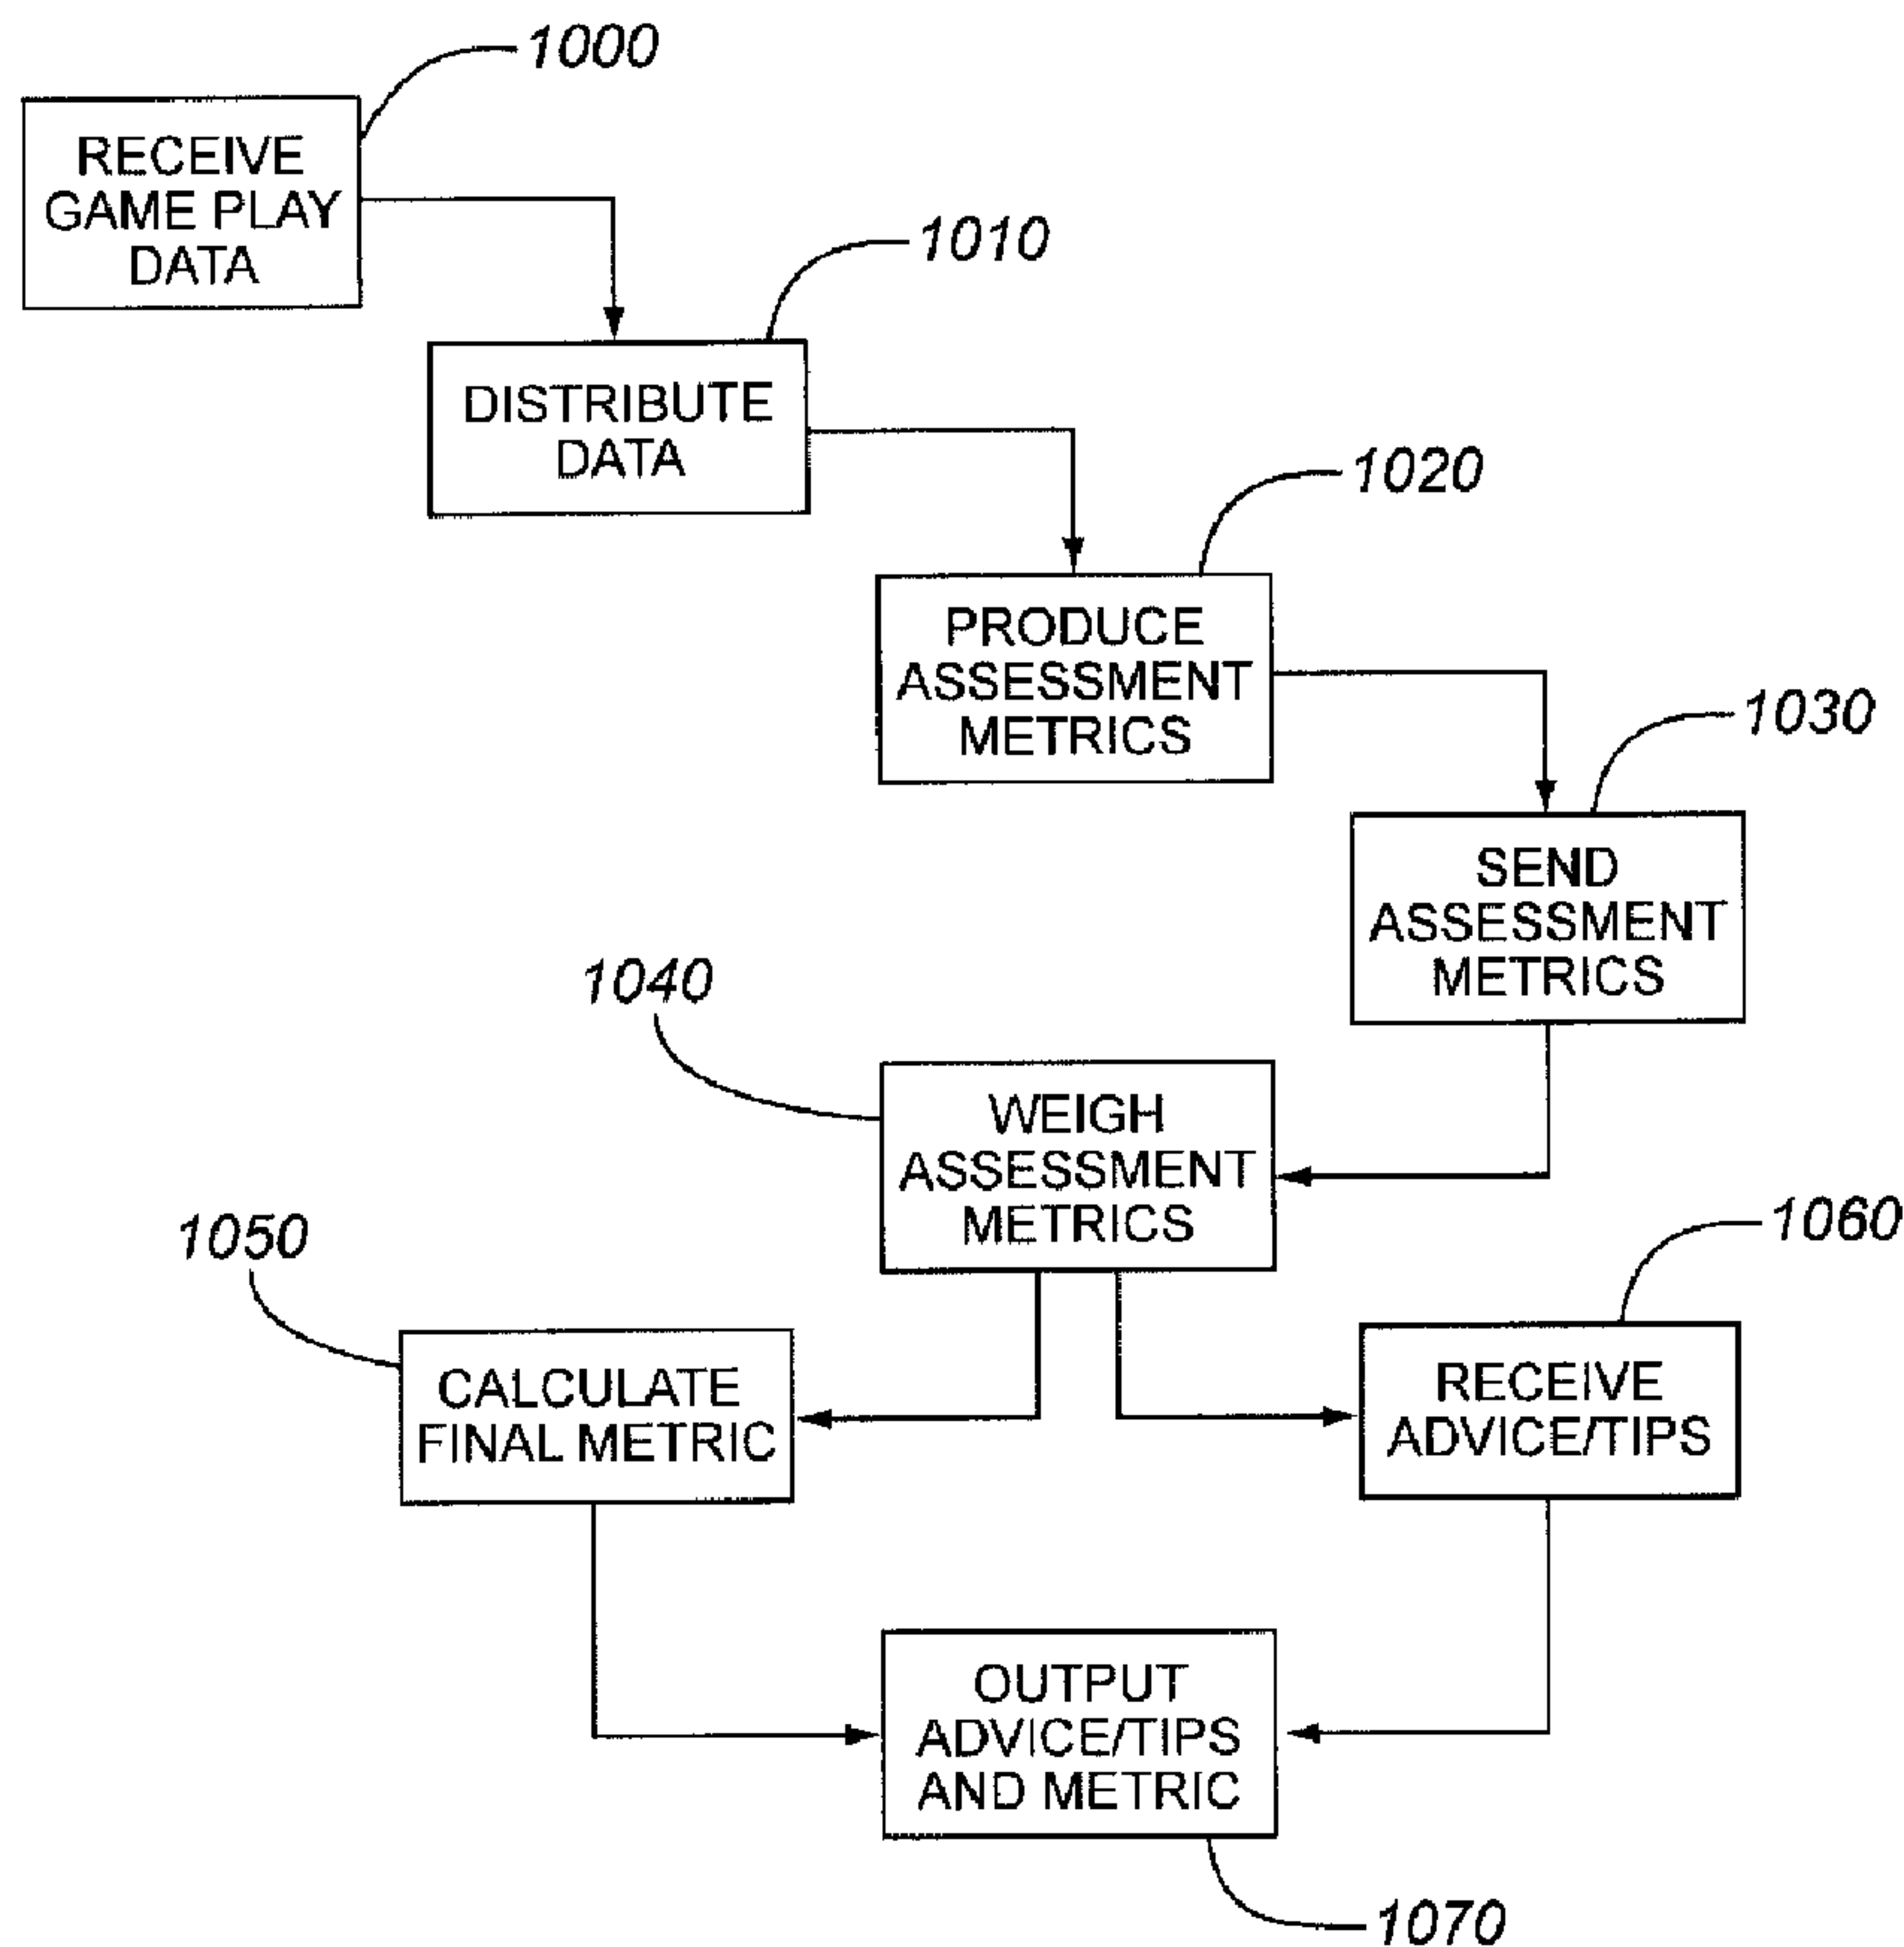 1000
RECEIVE
GAME PLAY
DATA
1010
DISTRIBUTE
DATA
1020
PRODUCE
ASSESSMENT
METRICS
1030
SEND
ASSESSMENT
METRICS
1040
WEIGH
ASSESSMENT
METRICS
1050
CALCULATE
FINAL METRIC
1060
RECEIVE
ADVICE/TIPS
OUTPUT
ADVICE/TIPS
AND METRIC
1070